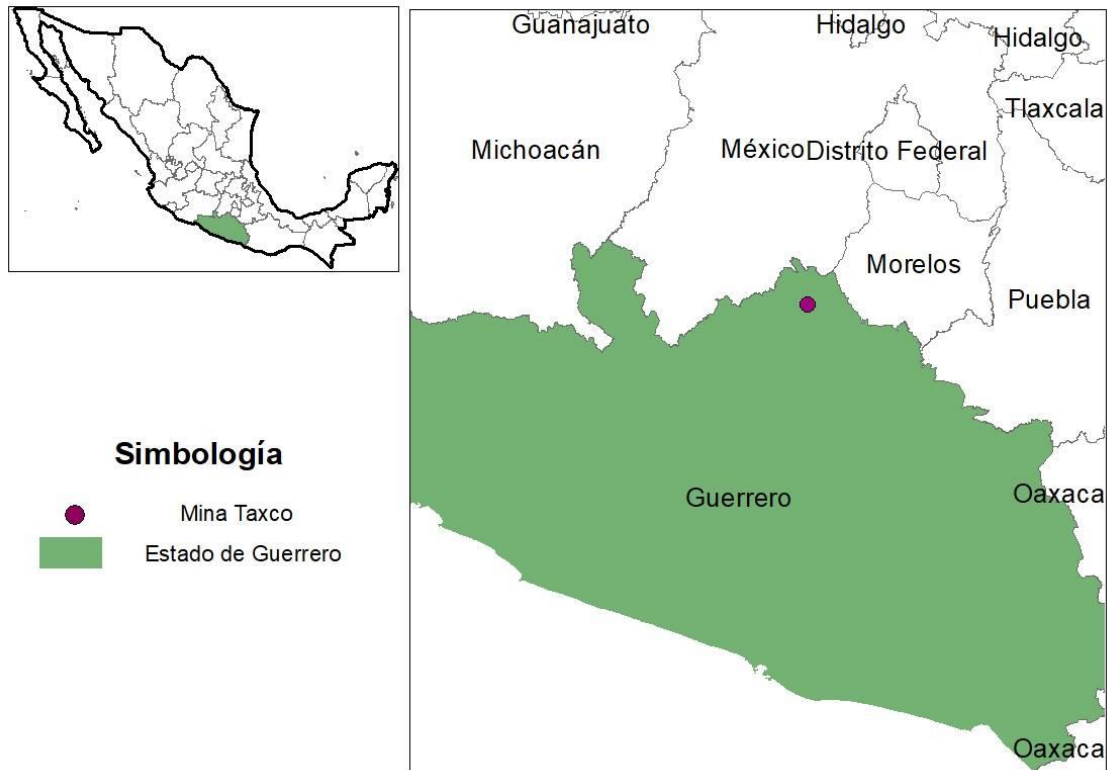 Guanajuato
Hidalgo
Hidalgo
Tlaxcala
Michoacán
México
Distrito Federal
Morelos
Puebla
Guerrero
Oaxaca
Oaxaca
Simbología
Mina Taxco
Estado de Guerrero